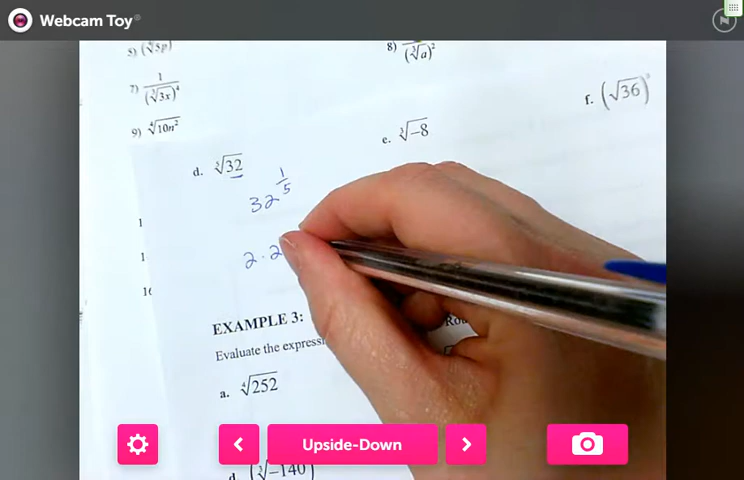 Webcam Toy
5) (∜5p)
8) (∛a)²
7) 1/(∛3x)⁴
f. (√36)
9) ∜10n²
e. ∛-8
d. ⁵√32
32^(1/5)
2·2
EXAMPLE 3:
Evaluate the express
a. ∜252
Upside-Down
d. (∛-140)